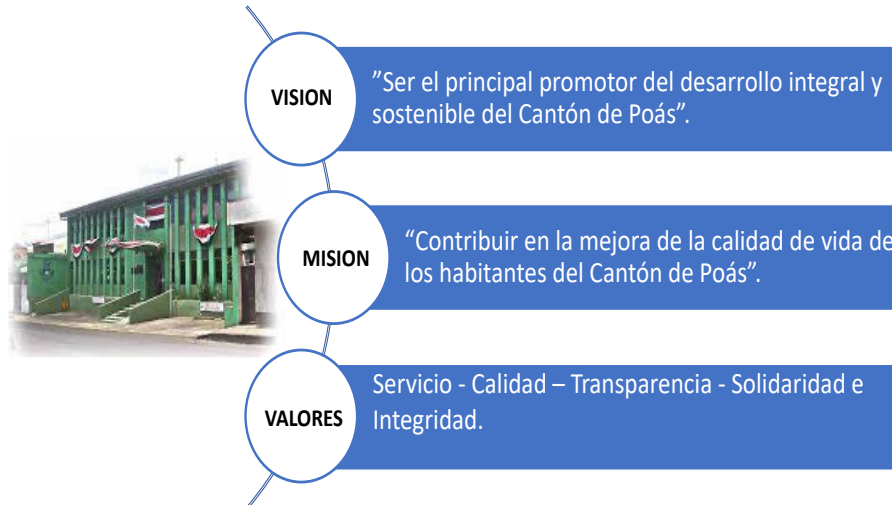 VISION
”Ser el principal promotor del desarrollo integral y
sostenible del Cantón de Poás”.
MISION
“Contribuir en la mejora de la calidad de vida de
los habitantes del Cantón de Poás”.
VALORES
Servicio - Calidad – Transparencia - Solidaridad e
Integridad.